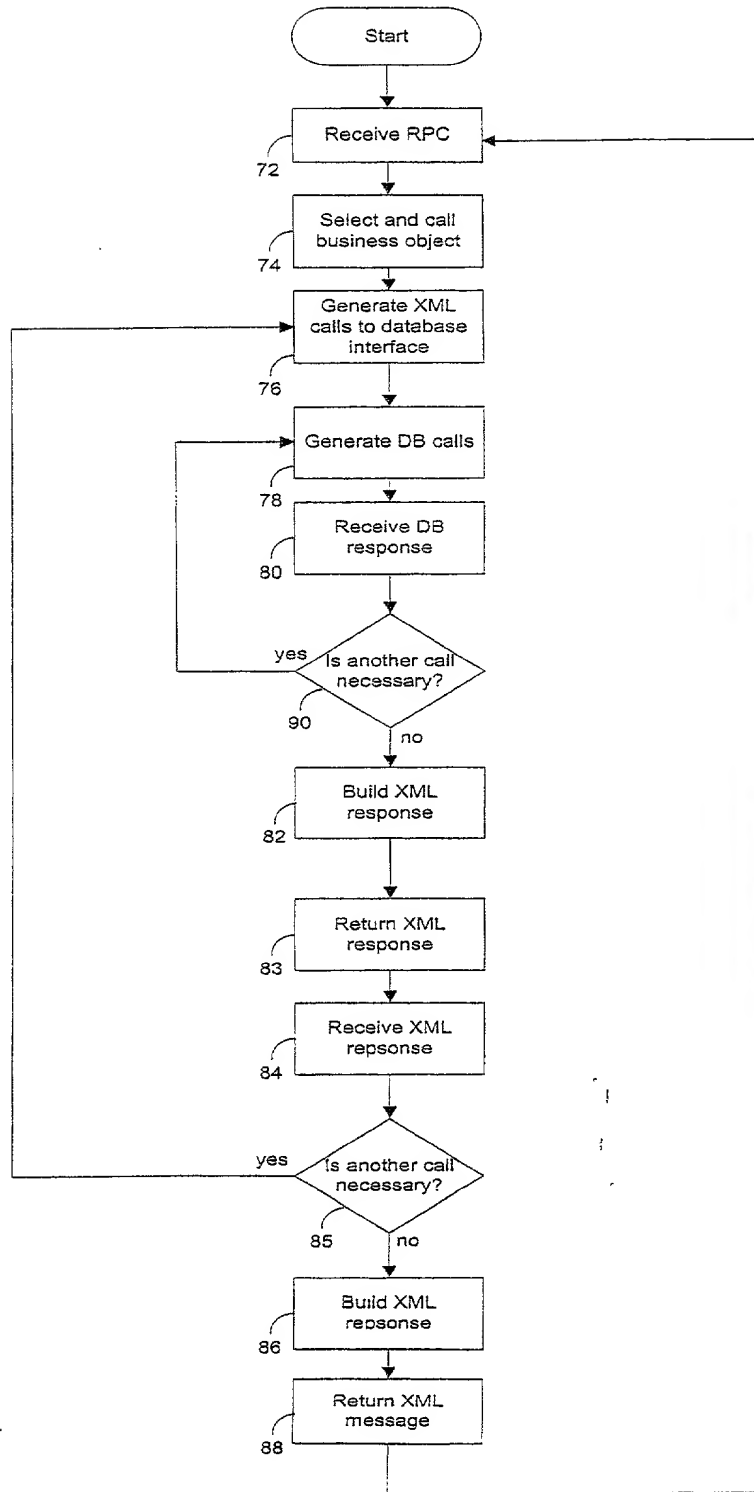 Start
Receive RPC
72
Select and call
business object
74
Generate XML
calls to database
interface
76
Generate DB calls
78
Receive DB
response
80
yes
Is another call
necessary?
90
no
Build XML
response
82
Return XML
response
83
Receive XML
repsonse
84
yes
Is another call
necessary?
85
no
Build XML
repsonse
86
Return XML
message
88